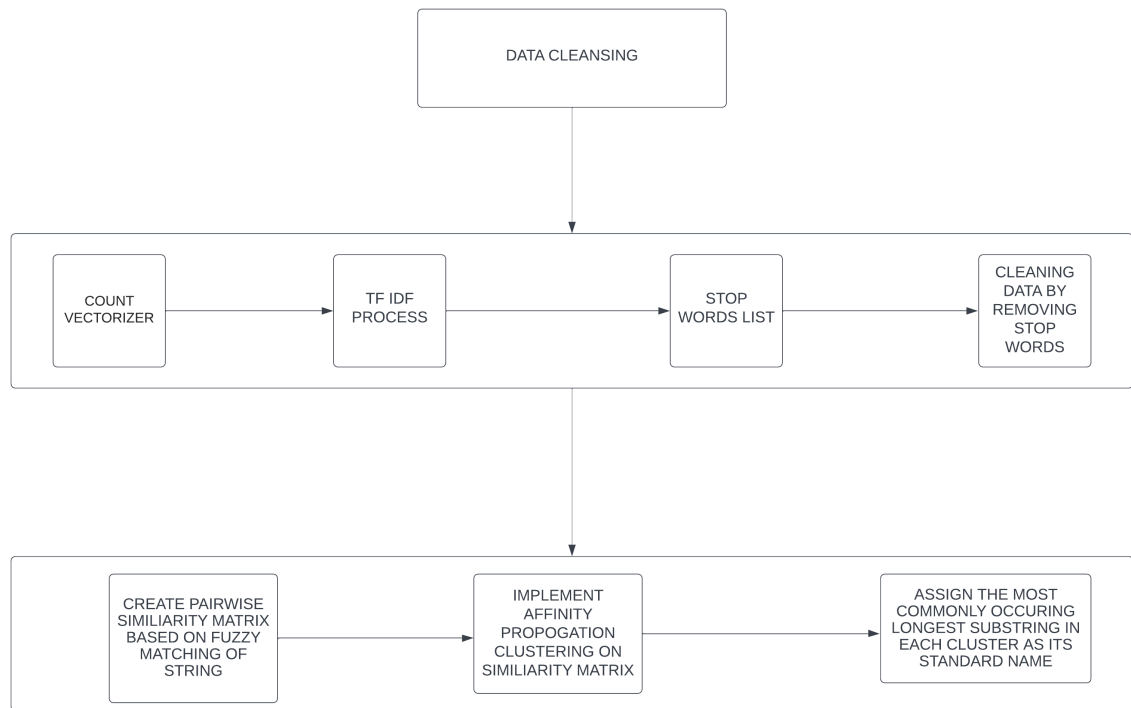 DATA CLEANSING
COUNT
VECTORIZER
TF IDF
PROCESS
STOP
WORDS LIST
CLEANING
DATA BY
REMOVING
STOP
WORDS
CREATE PAIRWISE
SIMILIARITY MATRIX
BASED ON FUZZY
MATCHING OF
STRING
IMPLEMENT
AFFINITY
PROPOGATION
CLUSTERING ON
SIMILIARITY MATRIX
ASSIGN THE MOST
COMMONLY OCCURING
LONGEST SUBSTRING IN
EACH CLUSTER AS ITS
STANDARD NAME